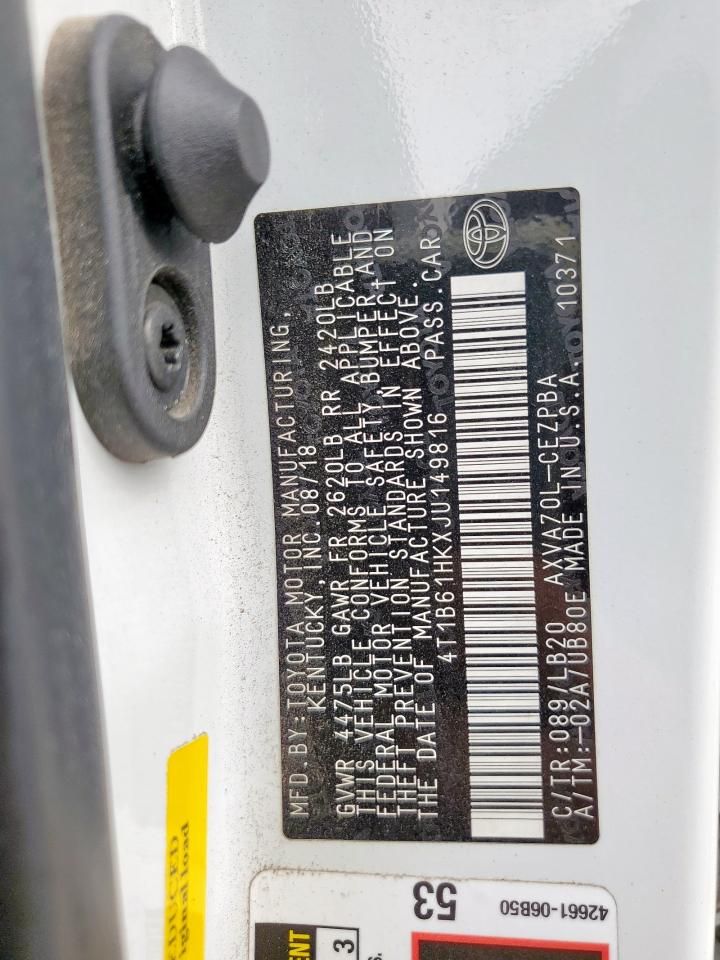 MFD. BY: TOYOTA MOTOR MANUFACTURING,
KENTUCKY, INC. 08/18
GVWR 4475LB GAWR FR 2620LB RR 2420LB
THIS VEHICLE CONFORMS TO ALL APPLICABLE
FEDERAL MOTOR VEHICLE SAFETY, BUMPER, AND
THEFT PREVENTION STANDARDS IN EFFECT ON
THE DATE OF MANUFACTURE SHOWN ABOVE.
4T1B61HKXJU149816 PASS. CAR
C/TR: 089/LB20 AXVA70L-CEZPBA
A/TM: -02A/UB80E MADE IN U.S.A. 10371
53
42661-06B50
3